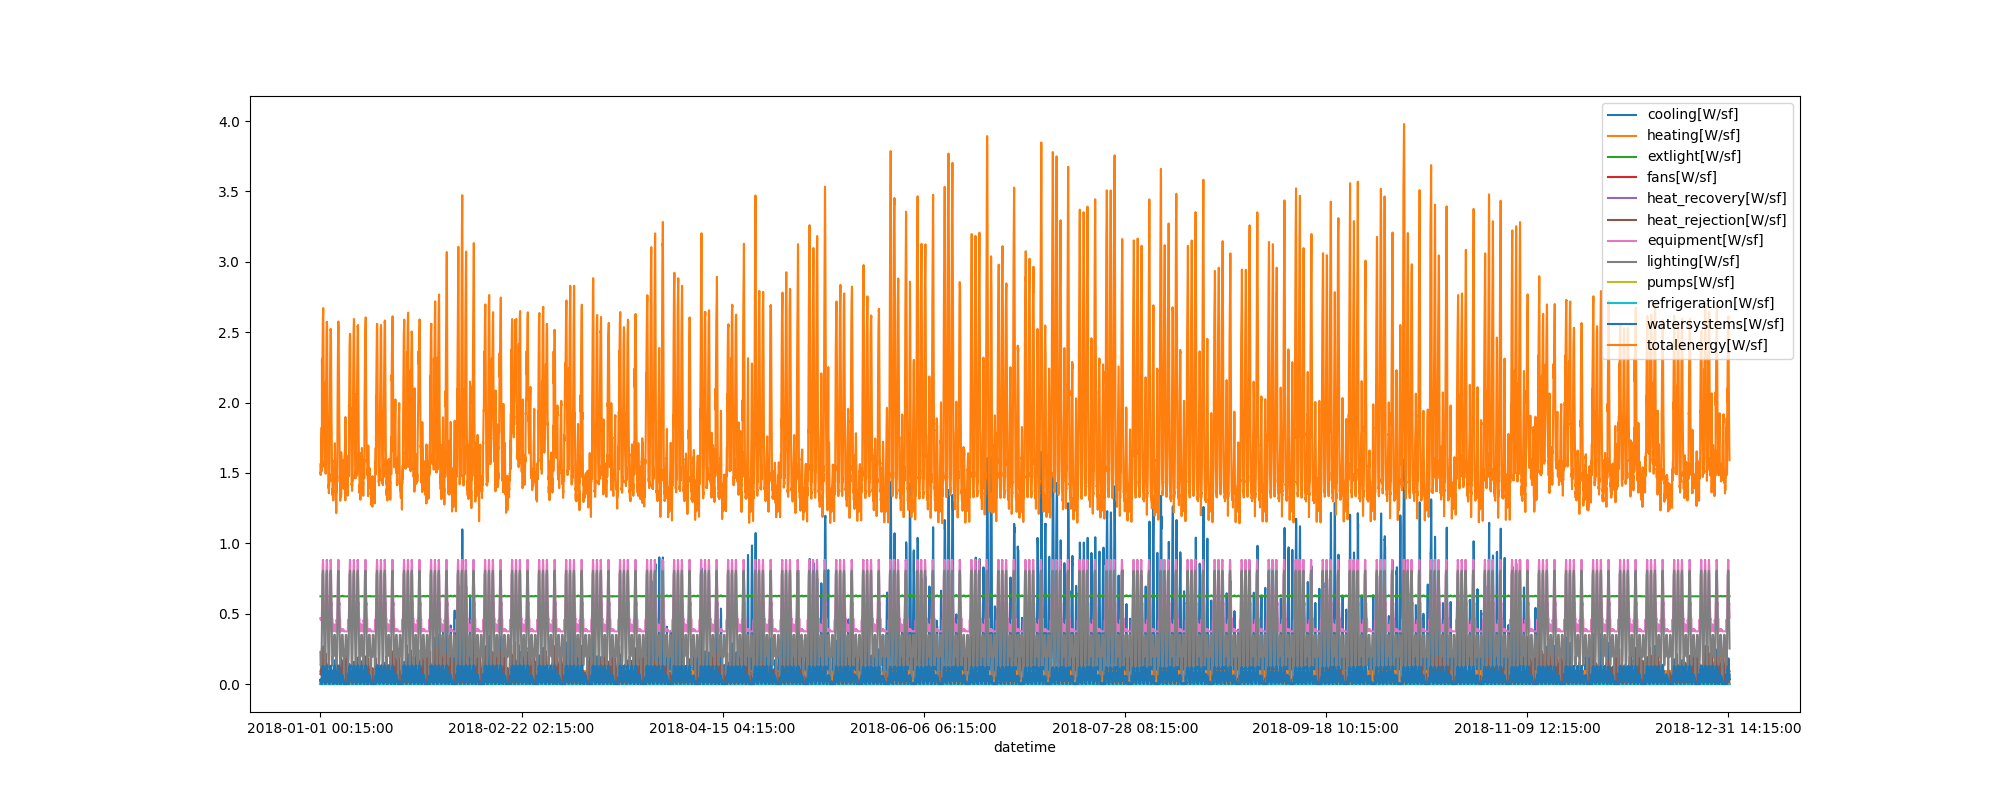 4.0
3.5
3.0
2.5
2.0
1.5
1.0
0.5
0.0
cooling[W/sf]
heating[W/sf]
extlight[W/sf]
fans[W/sf]
heat_recovery[W/sf]
heat_rejection[W/sf]
equipment[W/sf]
lighting[W/sf]
pumps[W/sf]
refrigeration[W/sf]
watersystems[W/sf]
totalenergy[W/sf]
2018-01-01 00:15:00 2018-02-22 02:15:00 2018-04-15 04:15:00 2018-06-06 06:15:00 2018-07-28 08:15:00 2018-09-18 10:15:00 2018-11-09 12:15:00 2018-12-31 14:15:00
datetime